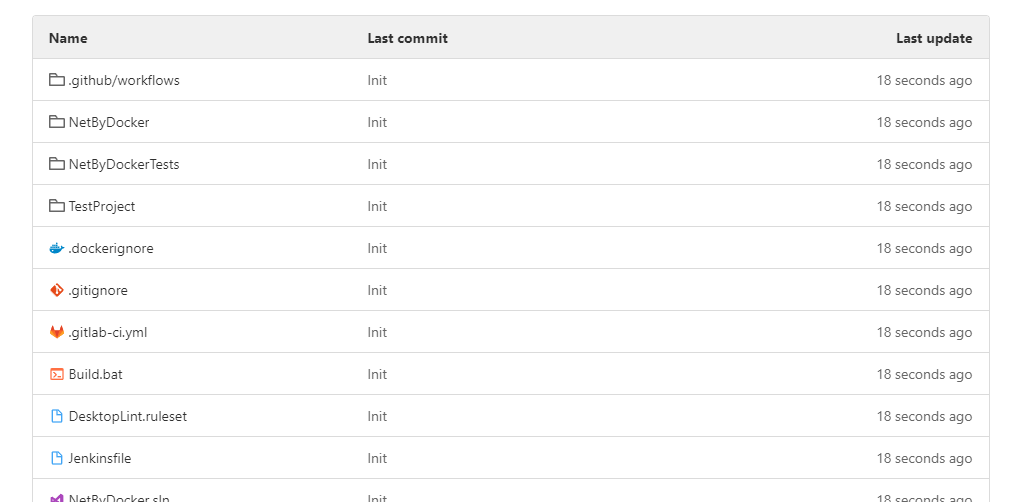 Name Last commit Last update
.github/workflows Init 18 seconds ago
NetByDocker Init 18 seconds ago
NetByDockerTests Init 18 seconds ago
TestProject Init 18 seconds ago
.dockerignore Init 18 seconds ago
.gitignore Init 18 seconds ago
.gitlab-ci.yml Init 18 seconds ago
Build.bat Init 18 seconds ago
DesktopLint.ruleset Init 18 seconds ago
Jenkinsfile Init 18 seconds ago
NetByDocker.sln Init 18 seconds ago